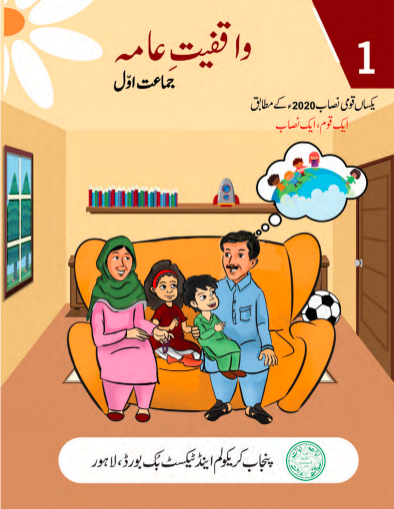 واقفیتِ عامہ
جماعت اوّل
1
یکساں قومی نصاب 2020ء کے مطابق
ایک قوم، ایک نصاب
پنجاب کریکولم اینڈ ٹیکسٹ بُک بورڈ، لاہور